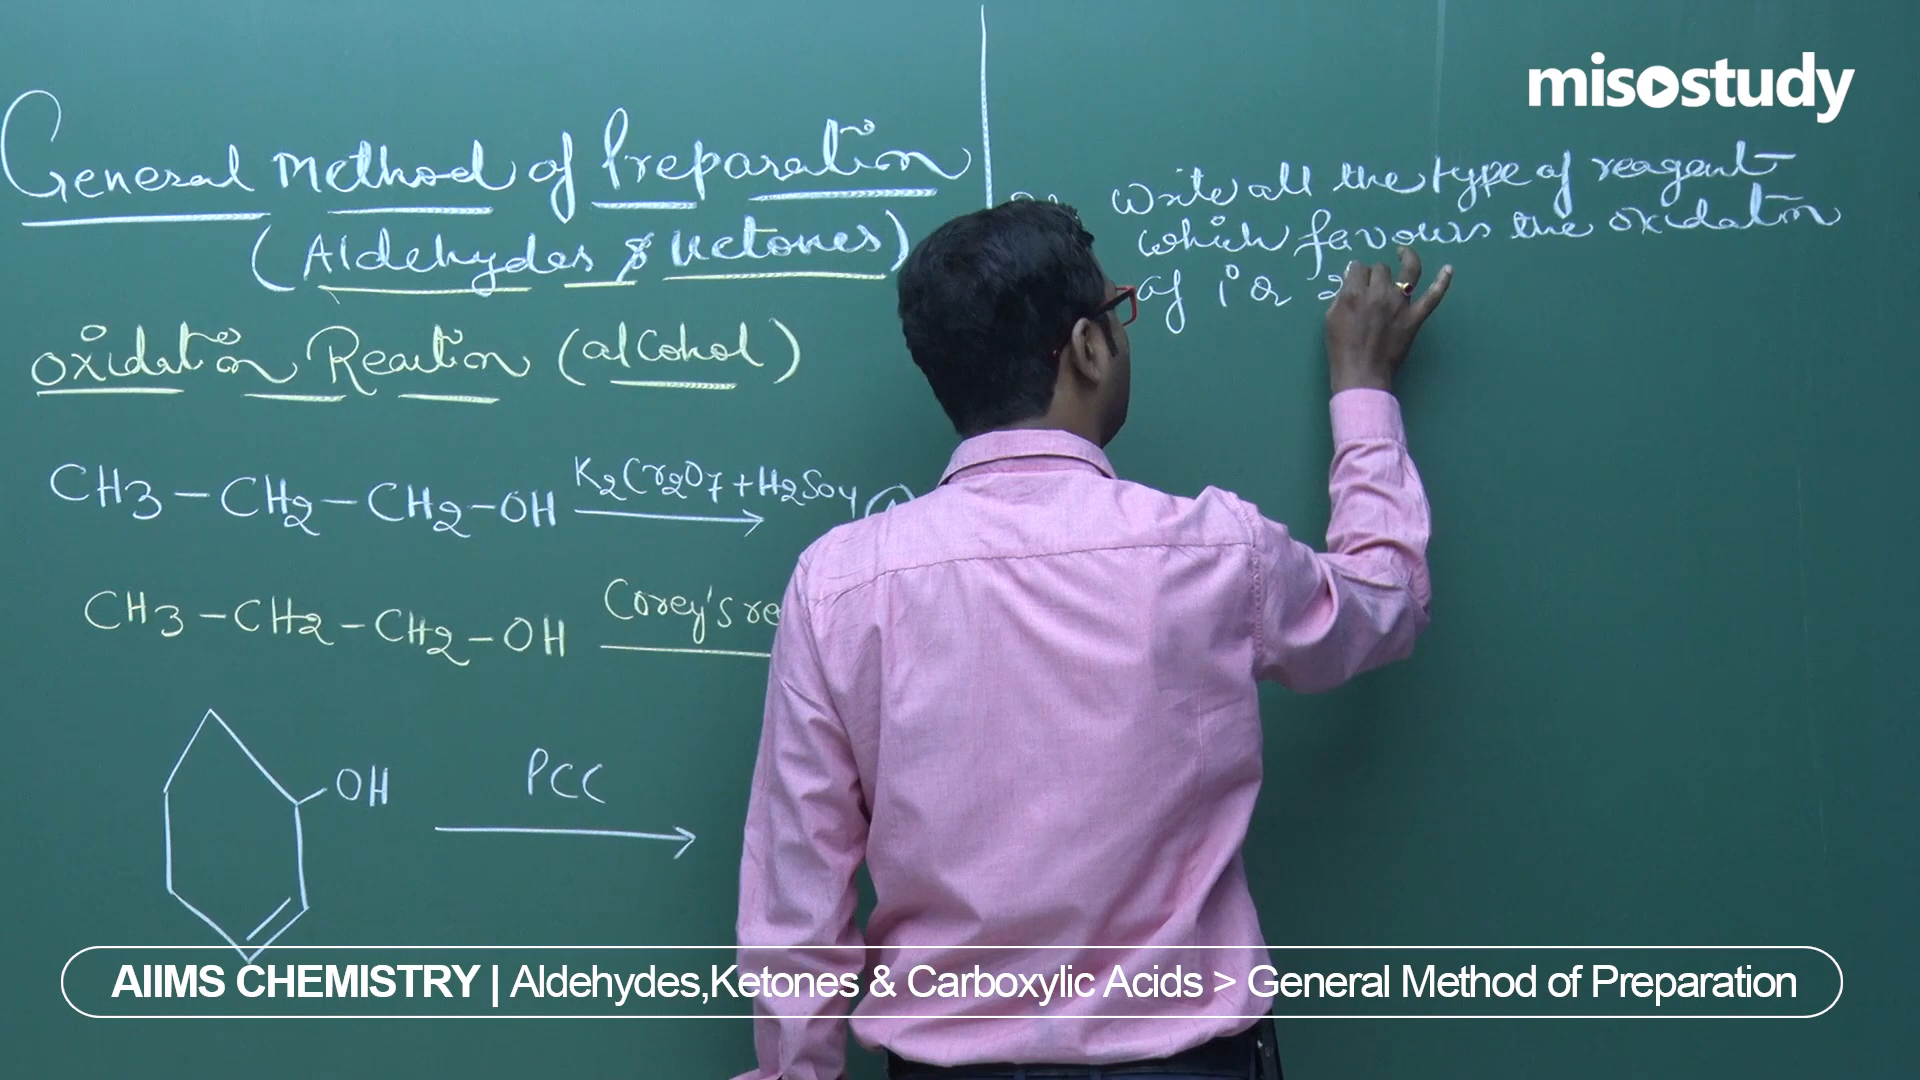 misostudy
General Method of Preparation
(Aldehydes & Ketones)
oxidation Reaction (alcohol)
CH3-CH2-CH2-OH K2Cr2O7+H2SO4
CH3-CH2-CH2-OH Corey's re
OH
PCC
Write all the type of reagent
which favours the oxidation
of 1° or 2
AIIMS CHEMISTRY | Aldehydes,Ketones & Carboxylic Acids > General Method of Preparation